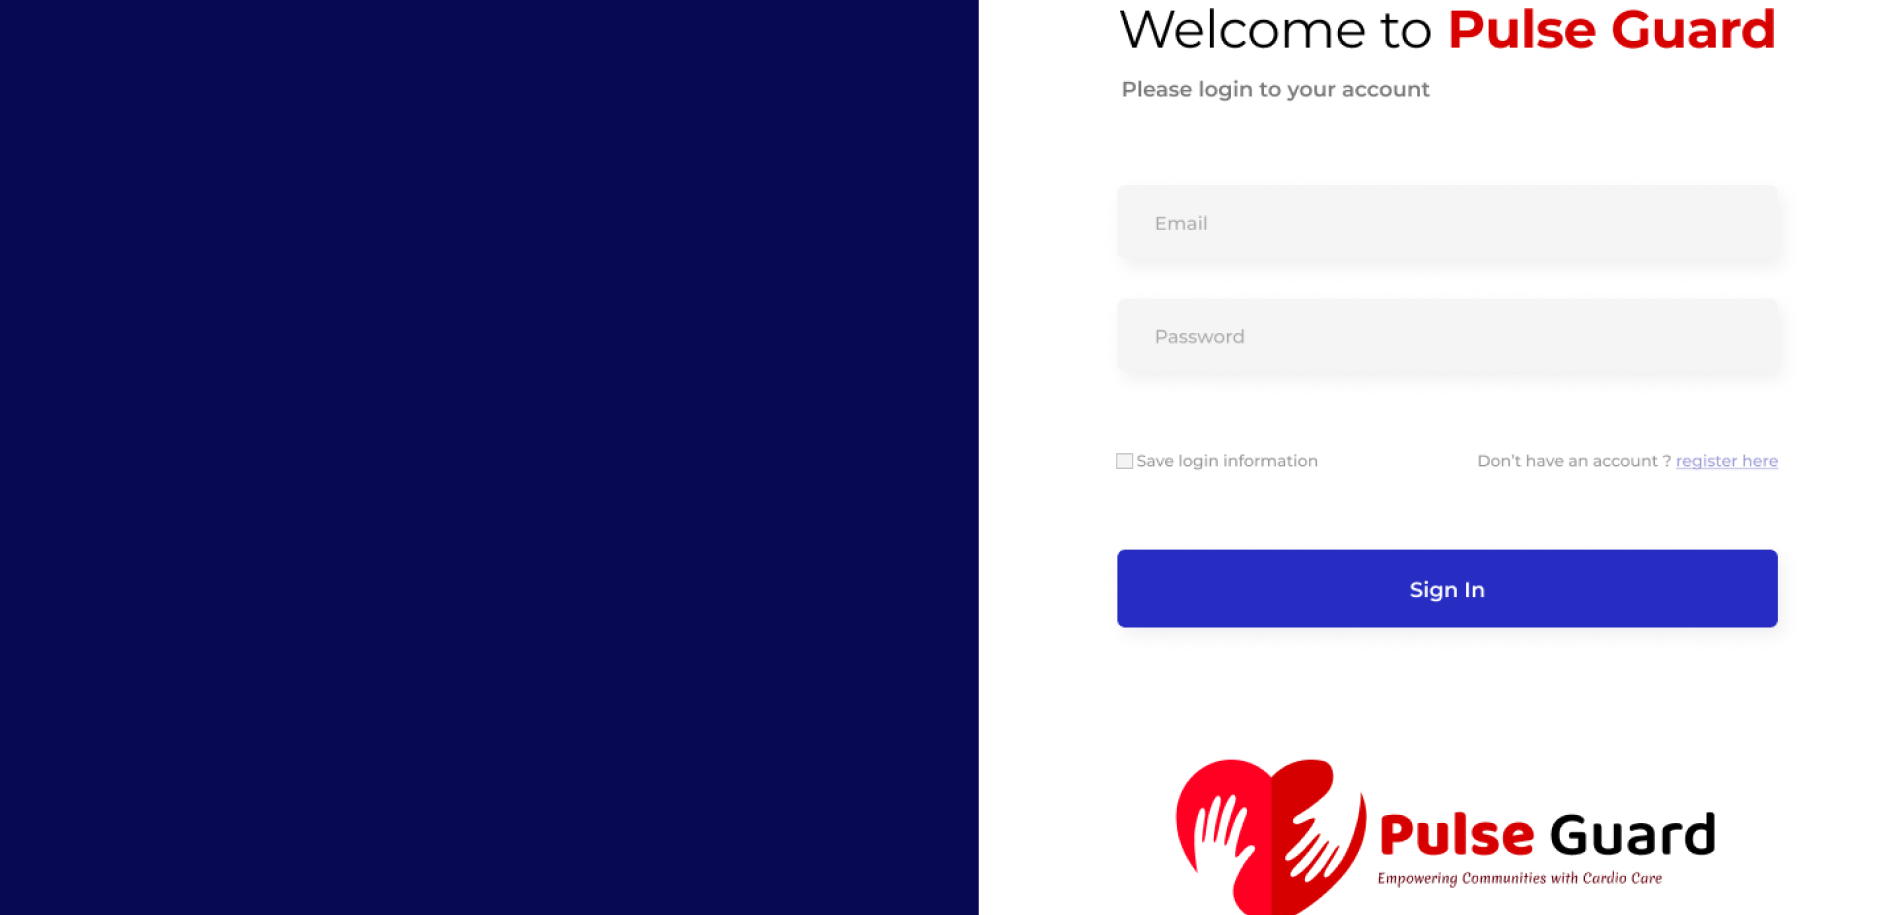 Welcome to Pulse Guard
Please login to your account
Email
Password
Save login information
Don't have an account ? register here
Sign In
Pulse Guard
Empowering Communities with Cardio Care